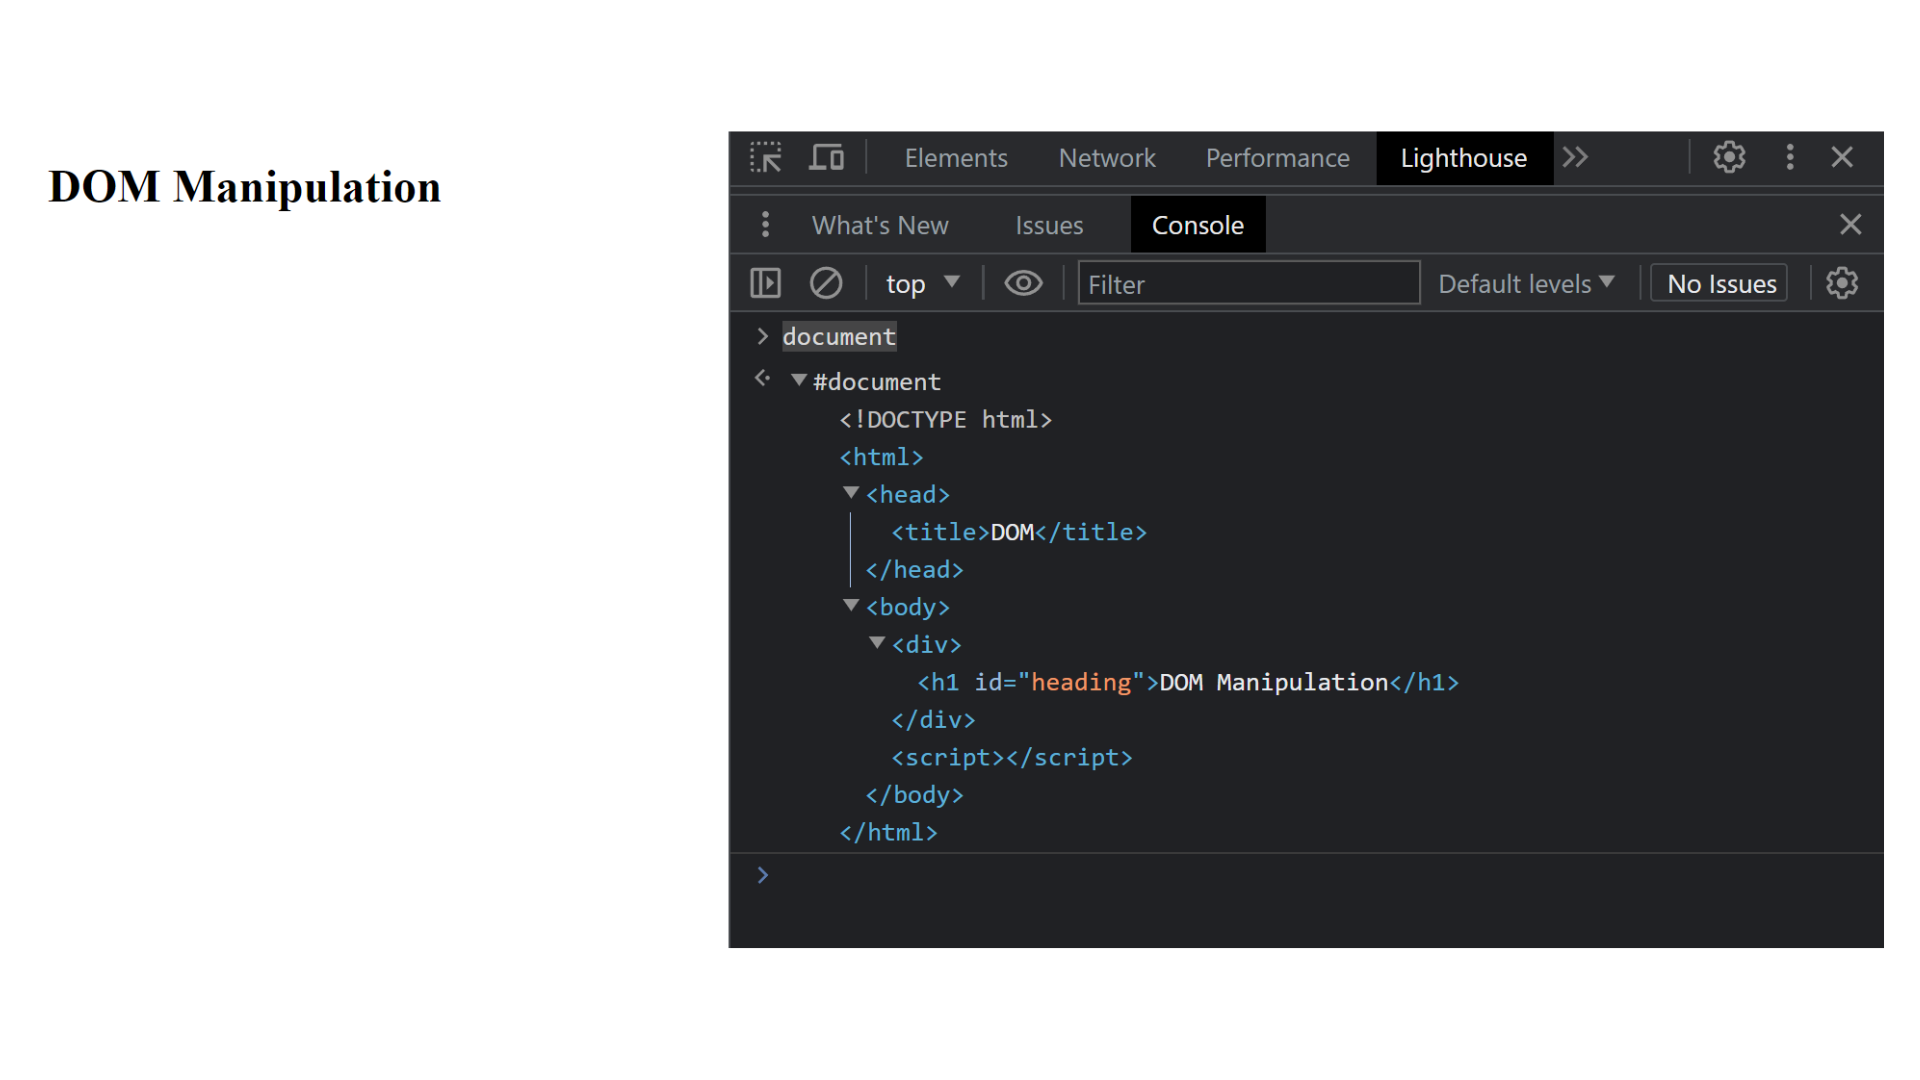 DOM Manipulation
Elements Network Performance Lighthouse
What's New Issues Console
top Filter Default levels No Issues
document
#document
<!DOCTYPE html>
<html>
<head>
<title>DOM</title>
</head>
<body>
<div>
<h1 id="heading">DOM Manipulation</h1>
</div>
<script></script>
</body>
</html>